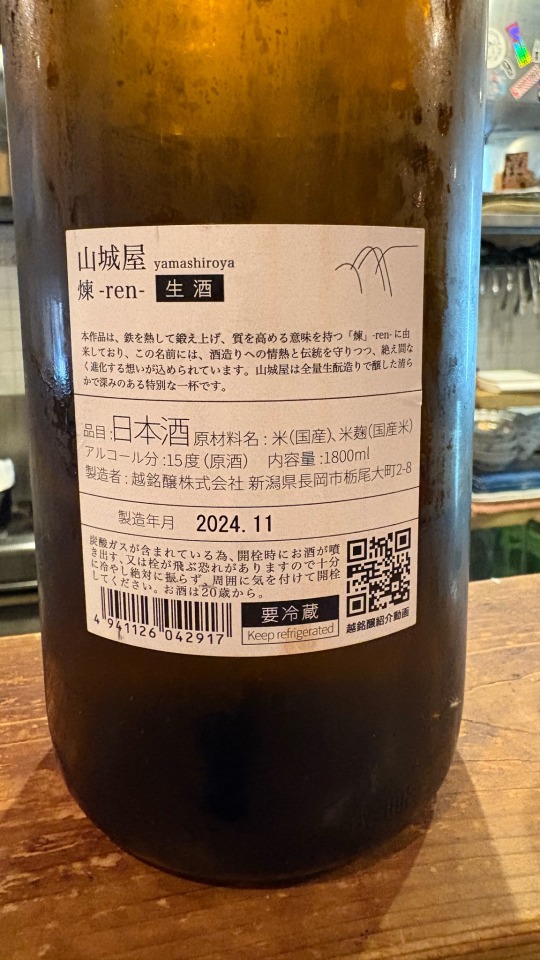 山城屋 yamashiroya
煉 -ren- 生酒
本作品は、鉄を熱して鍛え上げ、質を高める意味を持つ「煉」-ren-に由
来しており、この名前には、酒造りへの情熱と伝統を守りつつ、絶え間な
く進化する想いが込められています。山城屋は全量生酛造りで醸した清ら
かで深みのある特別な一杯です。
品目:日本酒 原材料名:米(国産)、米麹(国産米)
アルコール分:15度(原酒) 内容量:1800ml
製造者:越銘醸株式会社 新潟県長岡市栃尾大町2-8
製造年月 2024.11
炭酸ガスが含まれている為、開栓時にお酒が噴
き出す、又は栓が飛ぶ恐れがありますので十分
に冷やし絶対に振らず、周囲に気を付けて開栓
してください。お酒は20歳から。
4 941126 042917
要冷蔵
Keep refrigerated
越銘醸紹介動画